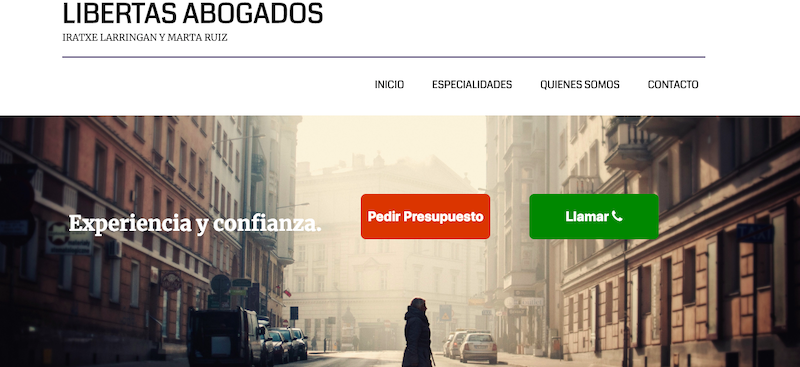 LIBERTAS ABOGADOS
IRATXE LARRINGAN Y MARTA RUIZ
INICIO ESPECIALIDADES QUIENES SOMOS CONTACTO
Experiencia y confianza.
Pedir Presupuesto
Llamar